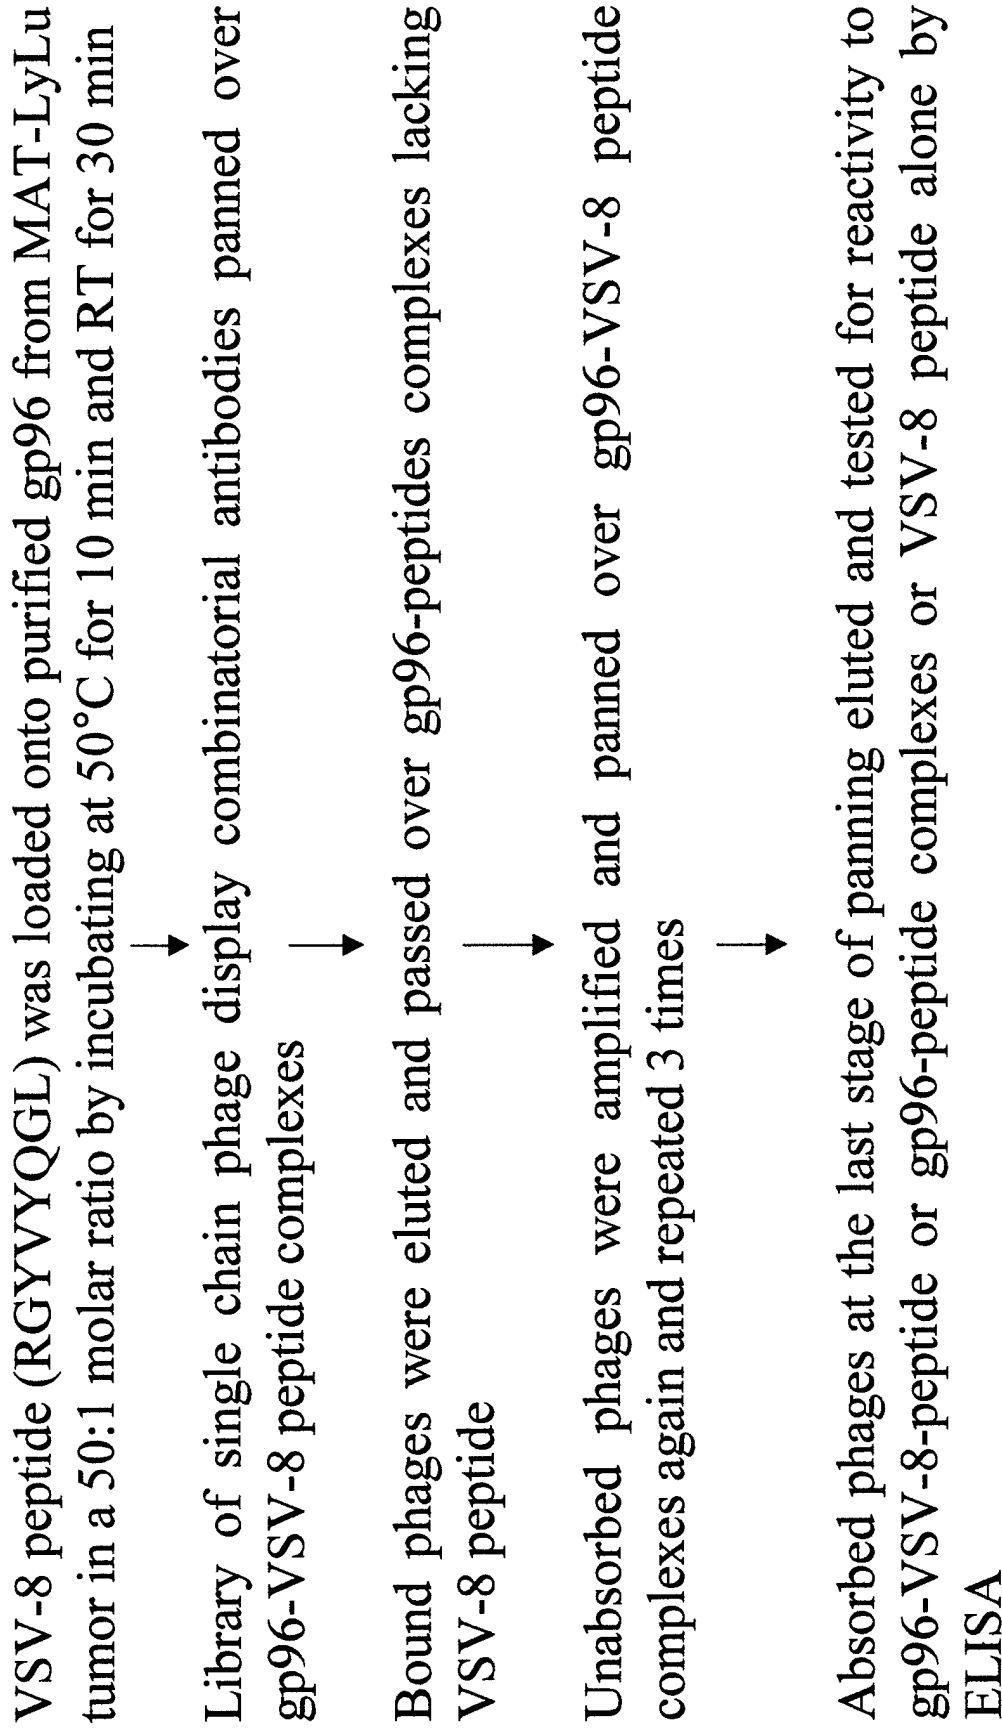 VSV-8 peptide (RGYVYQGL) was loaded onto purified gp96 from MAT-LyLu
tumor in a 50:1 molar ratio by incubating at 50°C for 10 min and RT for 30 min
Library of single chain phage display combinatorial antibodies panned over
gp96-VSV-8 peptide complexes
Bound phages were eluted and passed over gp96-peptides complexes lacking
VSV-8 peptide
Unabsorbed phages were amplified and panned over gp96-VSV-8 peptide
complexes again and repeated 3 times
Absorbed phages at the last stage of panning eluted and tested for reactivity to
gp96-VSV-8-peptide or gp96-peptide complexes or VSV-8 peptide alone by
ELISA